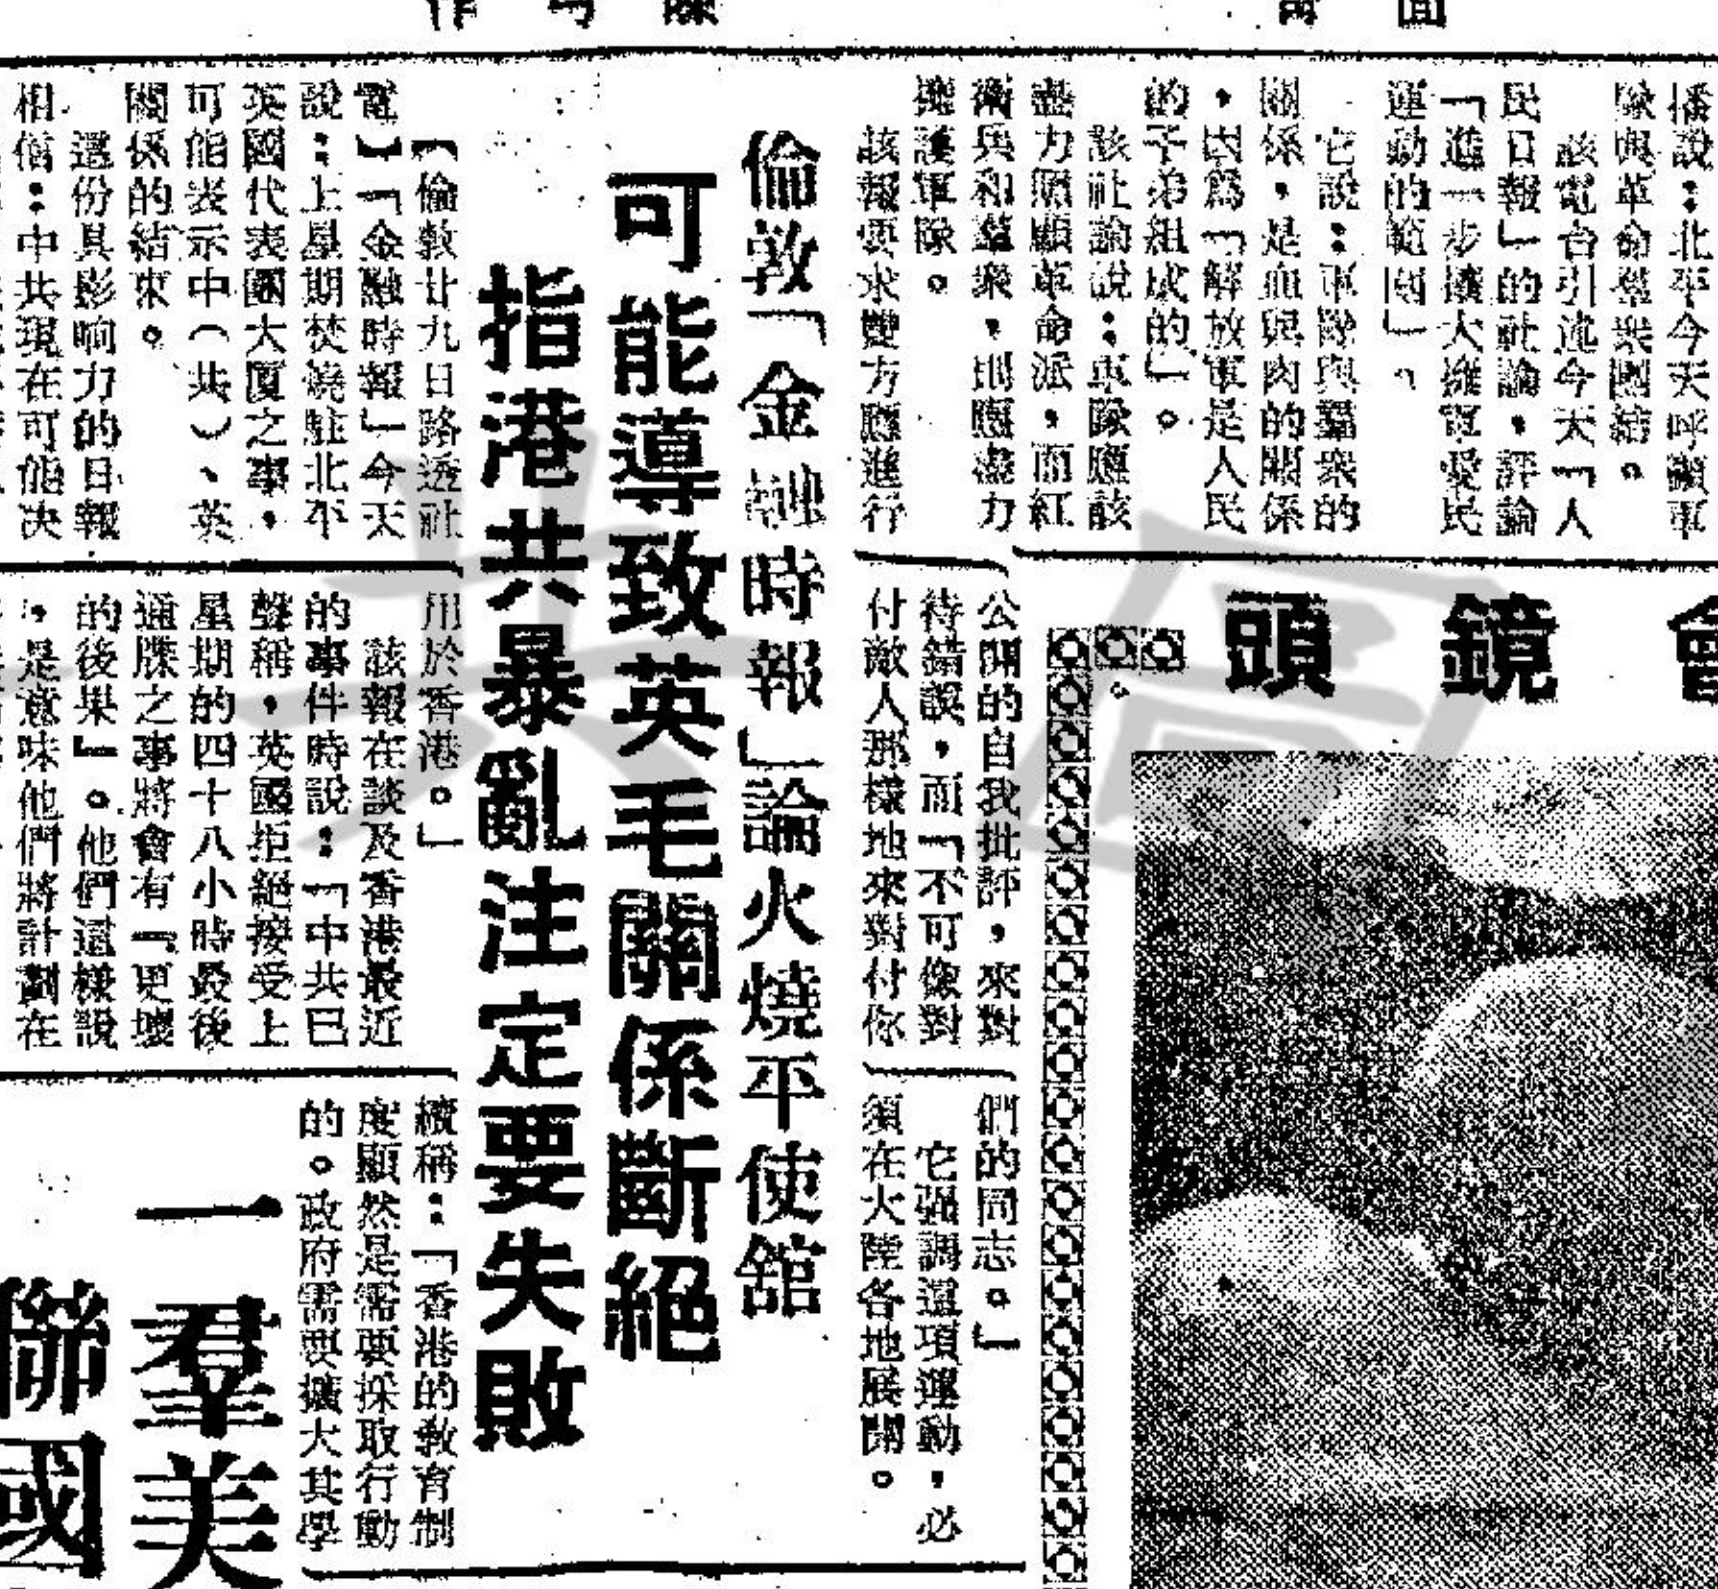 播說：北平今天呼籲軍
隊與革命羣衆團結。
該電台引述今天「人
民日報」的社論，評論
「進一步擴大擁軍愛民
運動的範圍」。
它說：軍隊與羣衆的
關係，是血與肉的關係
，因爲「解放軍是人民
的子弟組成的」。
該社論說：軍隊應該
盡力照顧革命派，而紅
衛兵和羣衆，則應盡力
擁護軍隊。
該報要求雙方應進行
公開的自我批評，來對
待錯誤，而「不可像對
付敵人那樣地來對付你
們的同志。」
它强調這項運動，必
須在大陸各地展開。
會鏡頭
倫敦「金融時報」論火燒平使舘
可能導致英毛關係斷絕
指港共暴亂注定要失敗
【倫敦廿九日路透社
電】「金融時報」今天
說：上星期焚燒駐北平
英國代表團大厦之事，
可能表示中（共）、英
關係的結束。
這份具影响力的日報
相信：中共現在可能决
用於香港。」
該報在談及香港最近
的事件時說：「中共已
聲稱，英國拒絕接受上
星期的四十八小時最後
通牒之事將會有『更壞
的後果』。他們這樣說
，是意味他們將計劃在
續稱：「香港的敎育制
度顯然是需要採取行動
的。政府需要擴大其學
一羣美
聯國